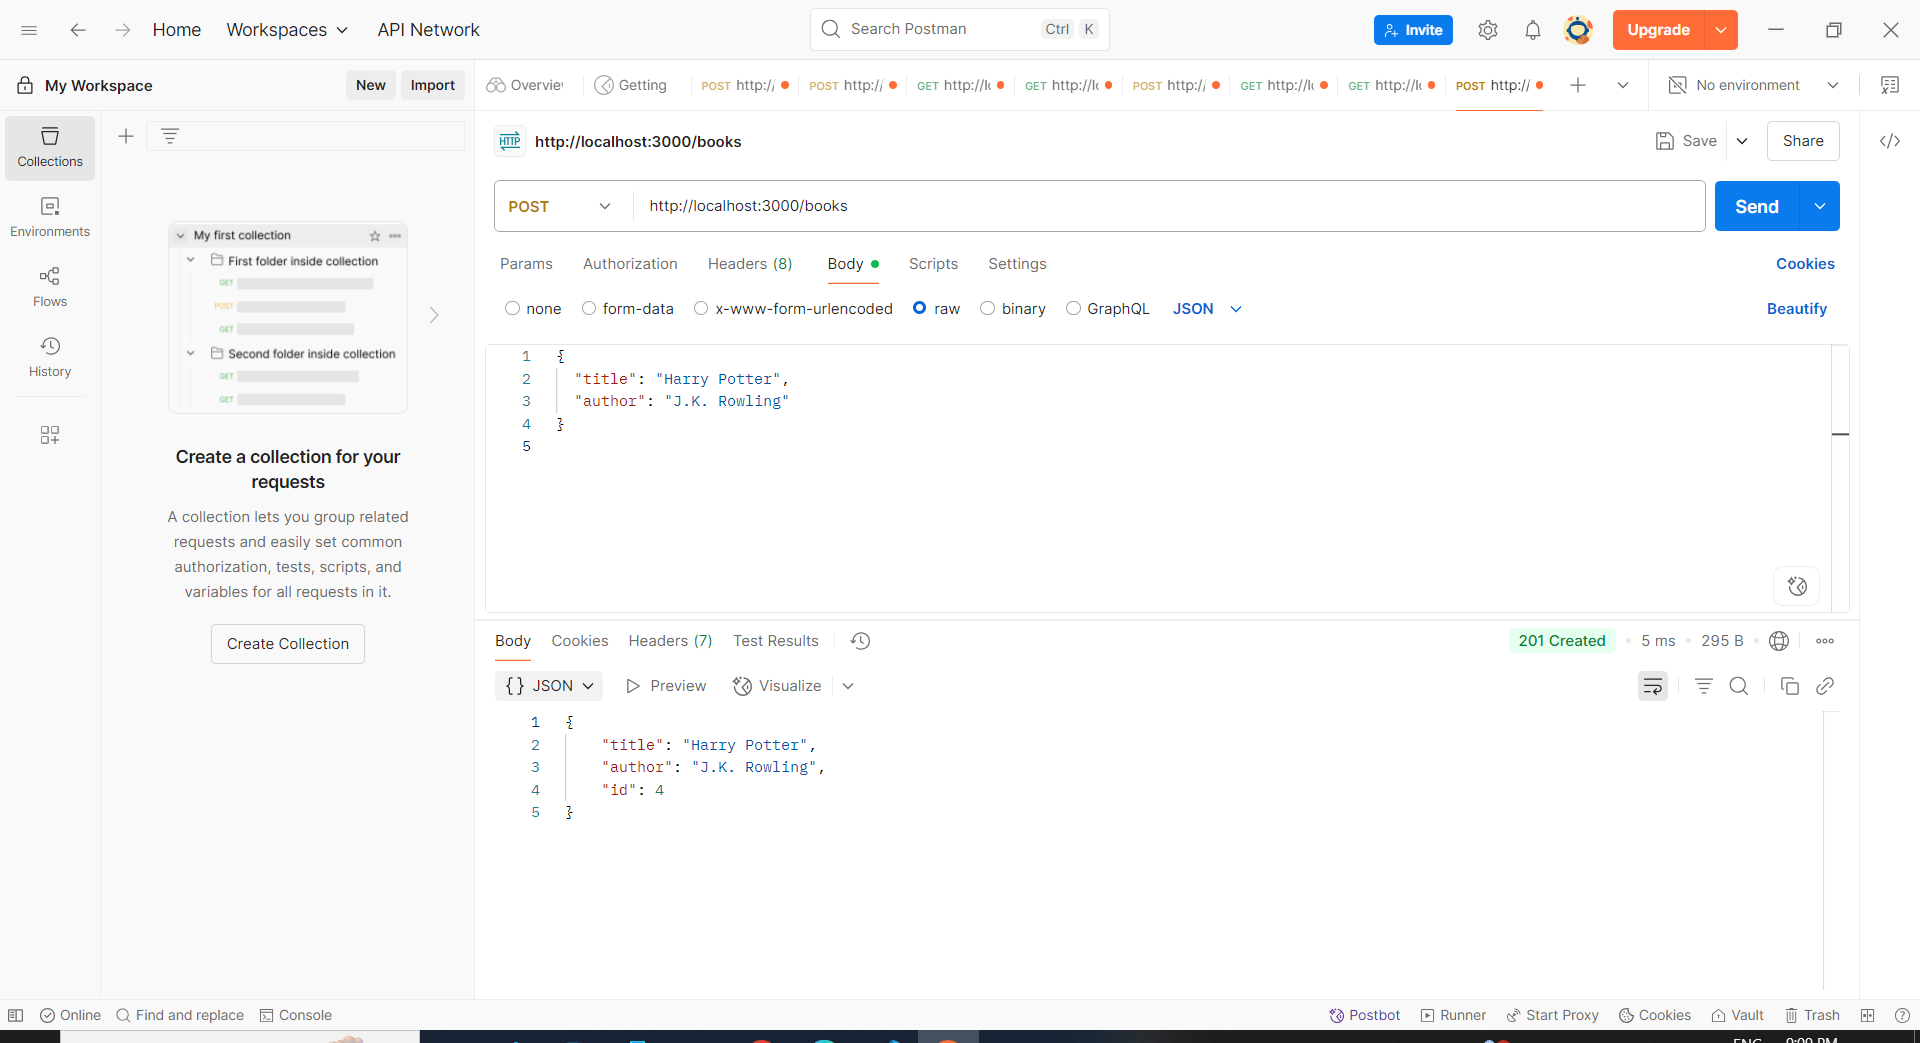 Home Workspaces API Network Search Postman Ctrl K Invite Upgrade
My Workspace New Import Overvie Getting POST http:/ POST http:/ GET http://lo GET http://lo POST http:/ GET http://lo GET http://lo POST http:// No environment
Collections
Environments
Flows
History
My first collection
First folder inside collection
GET
POST
GET
Second folder inside collection
GET
GET
Create a collection for your
requests
A collection lets you group related
requests and easily set common
authorization, tests, scripts, and
variables for all requests in it.
Create Collection
HTTP http://localhost:3000/books Save Share
POST http://localhost:3000/books Send
Params Authorization Headers (8) Body Scripts Settings Cookies
none form-data x-www-form-urlencoded raw binary GraphQL JSON Beautify
1 {
2 "title": "Harry Potter",
3 "author": "J.K. Rowling"
4 }
5
Body Cookies Headers (7) Test Results 201 Created 5 ms 295 B
{} JSON Preview Visualize
1 {
2 "title": "Harry Potter",
3 "author": "J.K. Rowling",
4 "id": 4
5 }
Online Find and replace Console Postbot Runner Start Proxy Cookies Vault Trash